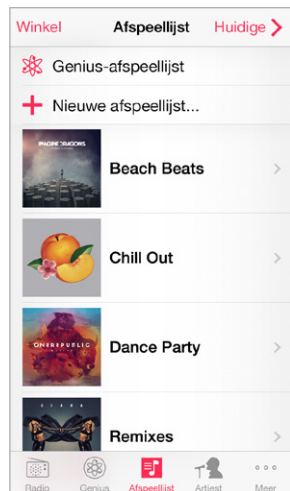 Winkel Afspeellijst Huidige
Genius-afspeellijst
Nieuwe afspeellijst...
IMAGINE DRAGONS
Beach Beats
Chill Out
ONEREPUBLIC
Dance Party
CIARA
Remixes
Radio Genius Afspeellijst Artiest Meer